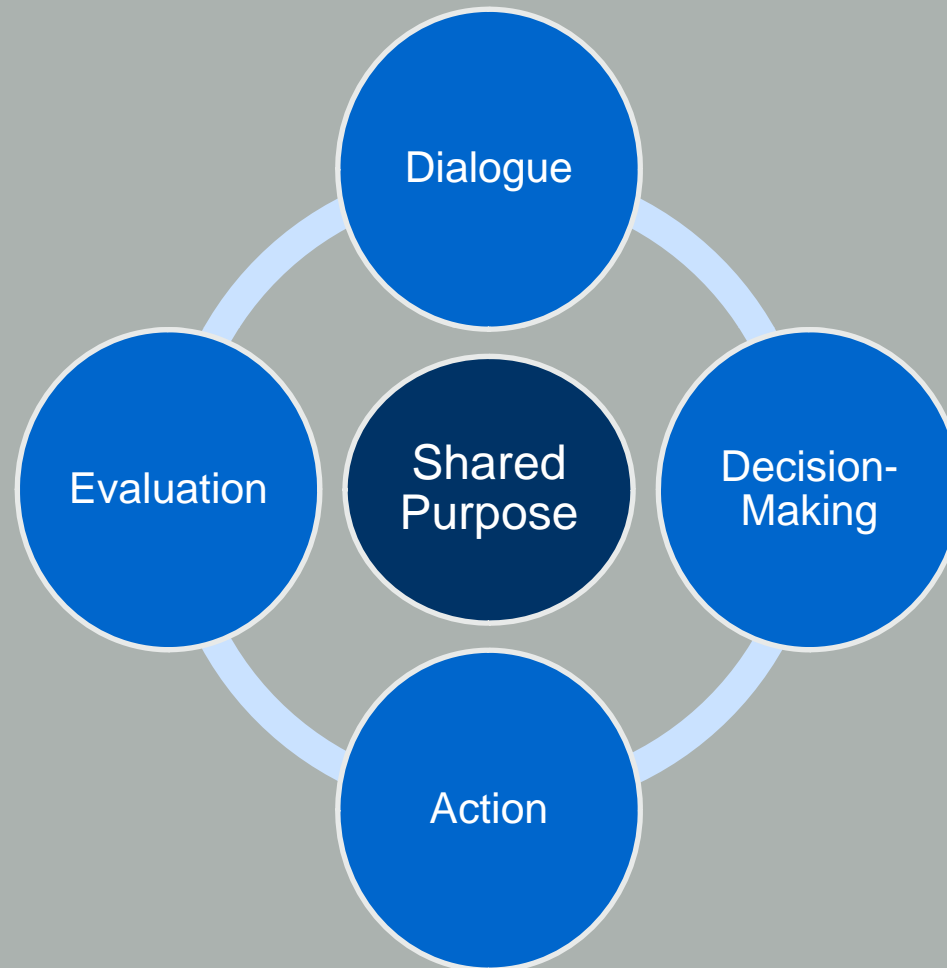 Dialogue
Evaluation
Shared
Purpose
Decision-
Making
Action